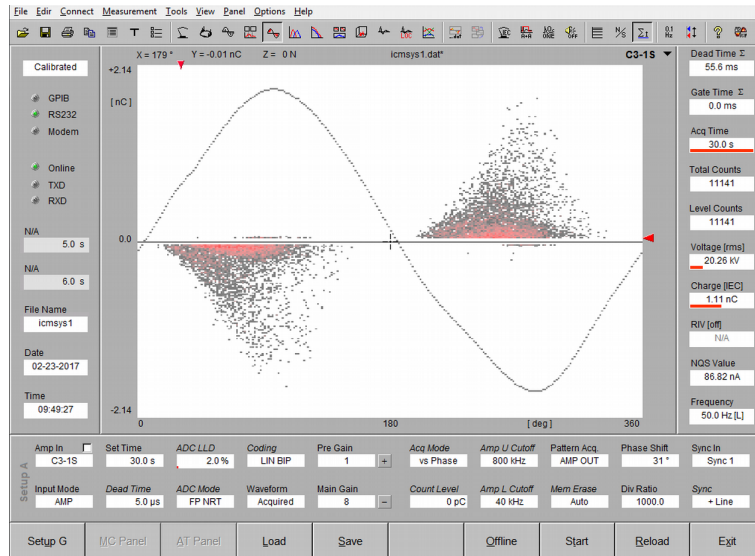 File Edit Connect Measurement Tools View Panel Options Help
X = 179 ° Y = -0.01 nC Z = 0 N icmsys1.dat* C3-1S
Calibrated
GPIB
RS232
Modem
Online
TXD
RXD
N/A
5.0 s
N/A
6.0 s
File Name
icmsys1
Date
02-23-2017
Time
09:49:27
+2.14
[nC]
0.0
-2.14
0 180 [deg] 360
Dead Time Σ
55.6 ms
Gate Time Σ
0.0 ms
Acq Time
30.0 s
Total Counts
11141
Level Counts
11141
Voltage [rms]
20.26 kV
Charge [IEC]
1.11 nC
RIV [off]
N/A
NQS Value
86.82 nA
Frequency
50.0 Hz [L]
Setup A
Amp In Set Time ADC LLD Coding Pre Gain Acq Mode Amp U Cutoff Pattern Acq. Phase Shift Sync In
C3-1S 30.0 s 2.0 % LIN BIP 1 + vs Phase 800 kHz AMP OUT 31 ° Sync 1
Input Mode Dead Time ADC Mode Waveform Main Gain Count Level Amp L Cutoff Mem Erase Div Ratio Sync
AMP 5.0 µs FP NRT Acquired 8 – 0 pC 40 kHz Auto 1000.0 + Line
Setup G MC Panel AT Panel Load Save Offline Start Reload Exit